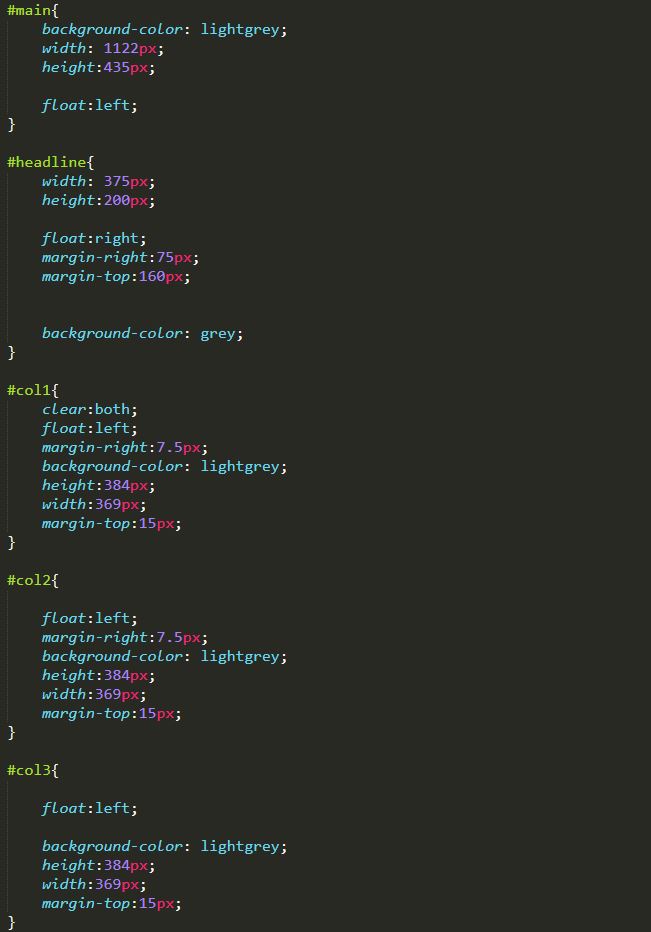 #main{
    background-color: lightgrey;
    width: 1122px;
    height:435px;

    float:left;
}

#headline{
    width: 375px;
    height:200px;

    float:right;
    margin-right:75px;
    margin-top:160px;


    background-color: grey;
}

#col1{
    clear:both;
    float:left;
    margin-right:7.5px;
    background-color: lightgrey;
    height:384px;
    width:369px;
    margin-top:15px;
}

#col2{

    float:left;
    margin-right:7.5px;
    background-color: lightgrey;
    height:384px;
    width:369px;
    margin-top:15px;
}

#col3{

    float:left;

    background-color: lightgrey;
    height:384px;
    width:369px;
    margin-top:15px;
}